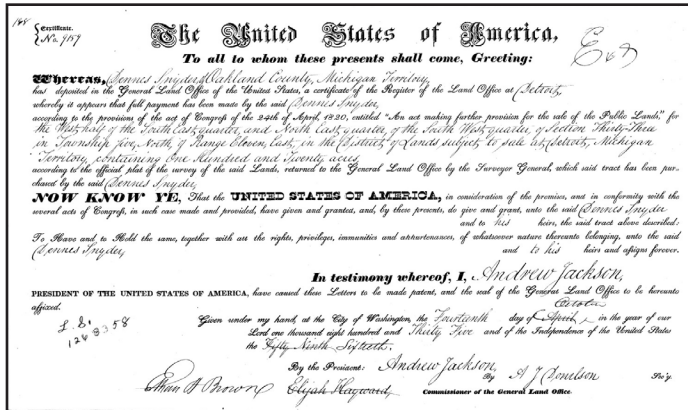 188
Certificate.
No. 9159
The United States of America,
To all to whom these presents shall come, Greeting:
Whereas, Dennes Snyder, Oakland County, Michigan Territory,
has deposited in the General Land Office of the United States, a certificate of the Register of the Land Office at Detroit
whereby it appears that full payment has been made by the said Dennes Snyder,
according to the provisions of the act of Congress of the 24th of April, 1820, entitled "An act making further provision for the sale of the Public Lands," for
the West half of the South East quarter, and North East quarter, of the South West quarter, of Section Thirty-Three
in Township five, North, of Range Eleven, East, in the District of Lands subject to sale at Detroit, Michigan
Territory, containing One Hundred and Twenty acres,
according to the official plat of the survey of the said Lands, returned to the General Land Office by the Surveyor General, which said tract has been pur-
chased by the said Dennes Snyder,
NOW KNOW YE, That the UNITED STATES OF AMERICA, in consideration of the premises, and in conformity with the
several acts of Congress, in such case made and provided, have given and granted, and, by these presents, do give and grant, unto the said Dennes Snyder
and to his heirs, the said tract above described:
To Have and to Hold the same, together with all the rights, privileges, immunities and appurtenances, of whatsoever nature thereunto belonging, unto the said
Dennes Snyder, and to his heirs and assigns forever.
In testimony whereof, I, Andrew Jackson,
PRESIDENT OF THE UNITED STATES OF AMERICA, have caused these Letters to be made patent, and the seal of the General Land Office to be hereunto
affixed.
October
L.S.
1268358
Given under my hand, at the City of Washington, the Fourteenth day of April, in the year of our
Lord one thousand eight hundred and Thirty Five and of the Independence of the United States
the Fifty Ninth Sixtieth.
By the President: Andrew Jackson,
By A J Donelson Sec'y.
Ethan A Brown Elijah Hayward, Commissioner of the General Land Office.